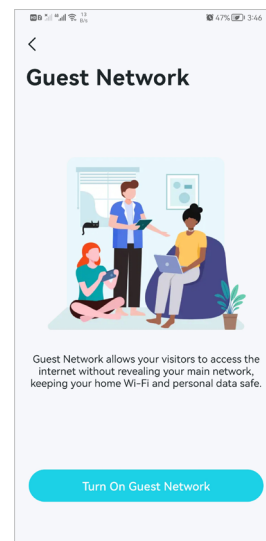 47% 3:46
Guest Network
Guest Network allows your visitors to access the
internet without revealing your main network,
keeping your home Wi-Fi and personal data safe.
Turn On Guest Network